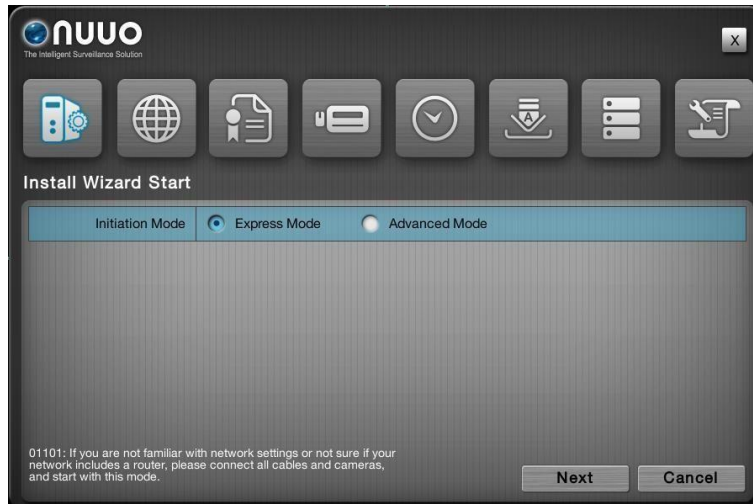 nuuo
The Intelligent Surveillance Solution
X
A
Install Wizard Start
Initiation Mode Express Mode Advanced Mode
01101: If you are not familiar with network settings or not sure if your
network includes a router, please connect all cables and cameras,
and start with this mode.
Next Cancel